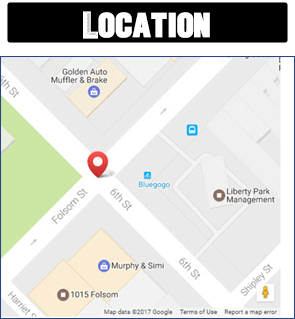 LOCATION
6th St
Golden Auto
Muffler & Brake
Folsom St
6th St
Bluegogo
Liberty Park
Management
6th St
Shipley St
Murphy & Simi
1015 Folsom
Harriet St
Map data ©2017 Google
Terms of Use
Report a map error